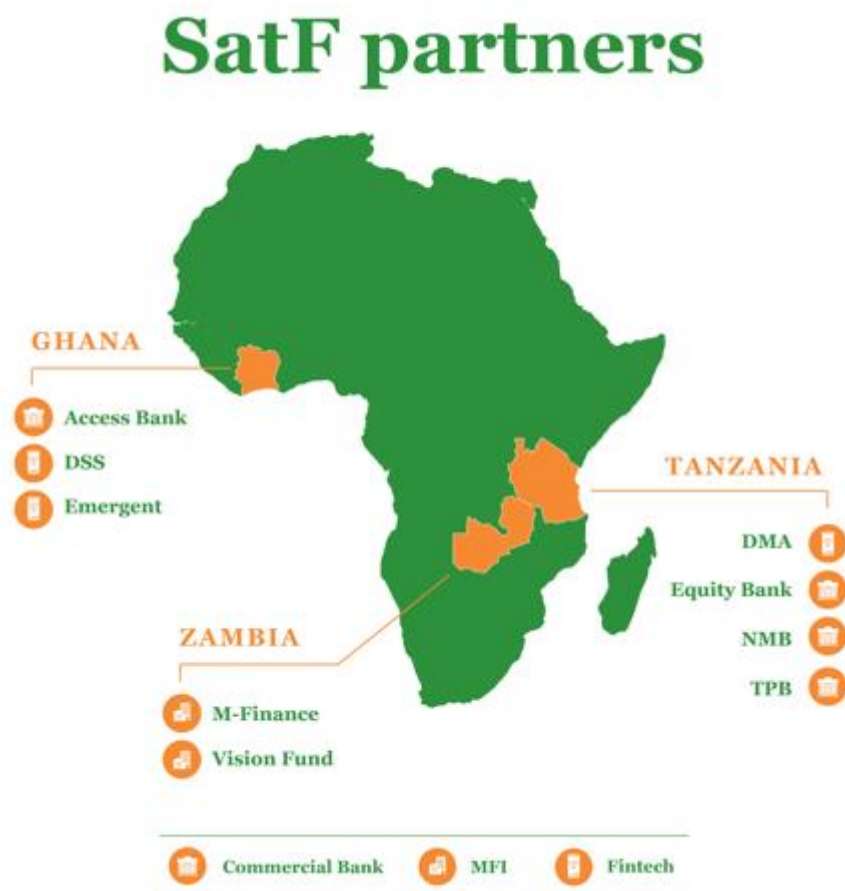 SatF partners
GHANA
Access Bank
DSS
Emergent
TANZANIA
DMA
Equity Bank
NMB
TPB
ZAMBIA
M-Finance
Vision Fund
Commercial Bank MFI Fintech